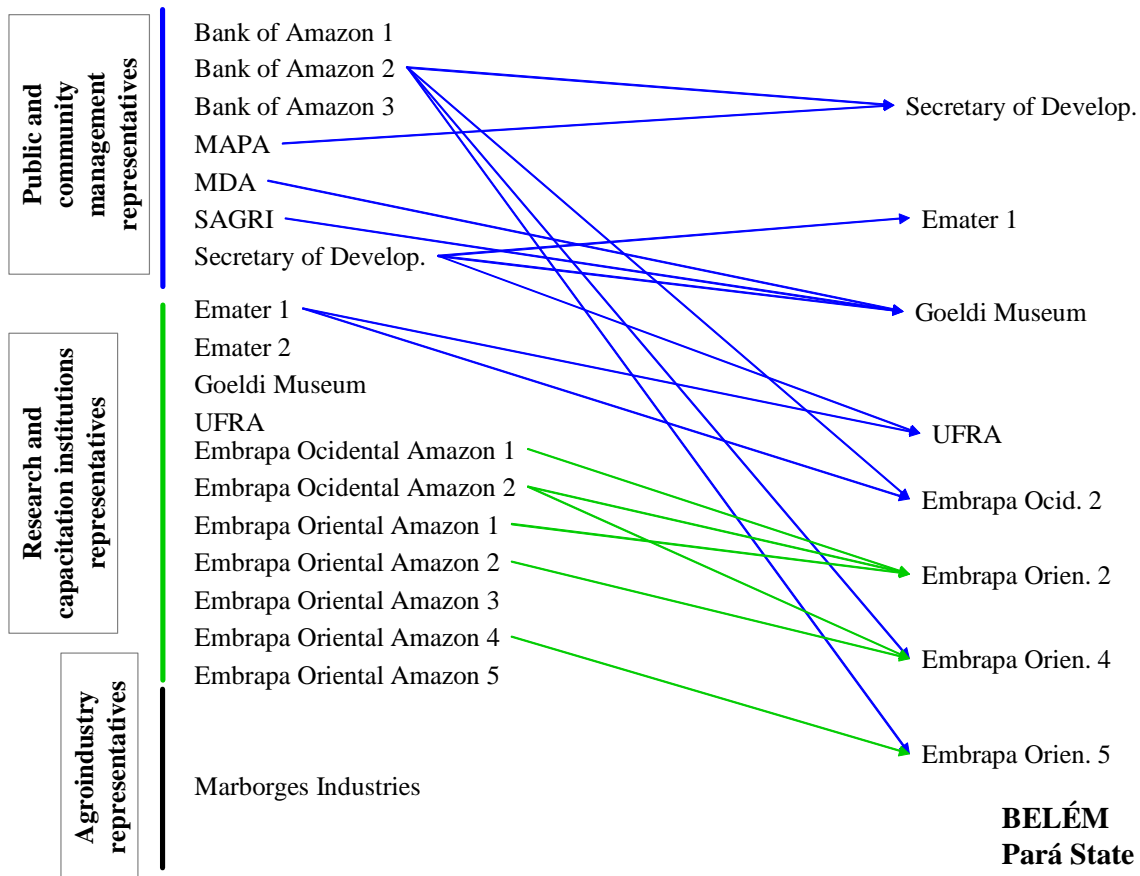 Public and
community
management
representatives
Bank of Amazon 1
Bank of Amazon 2
Bank of Amazon 3
MAPA
MDA
SAGRI
Secretary of Develop.
Research and
capacitation institutions
representatives
Emater 1
Emater 2
Goeldi Museum
UFRA
Embrapa Ocidental Amazon 1
Embrapa Ocidental Amazon 2
Embrapa Oriental Amazon 1
Embrapa Oriental Amazon 2
Embrapa Oriental Amazon 3
Embrapa Oriental Amazon 4
Embrapa Oriental Amazon 5
Agroindustry
representatives
Marborges Industries
Secretary of Develop.
Emater 1
Goeldi Museum
UFRA
Embrapa Ocid. 2
Embrapa Orien. 2
Embrapa Orien. 4
Embrapa Orien. 5
BELÉM
Pará State